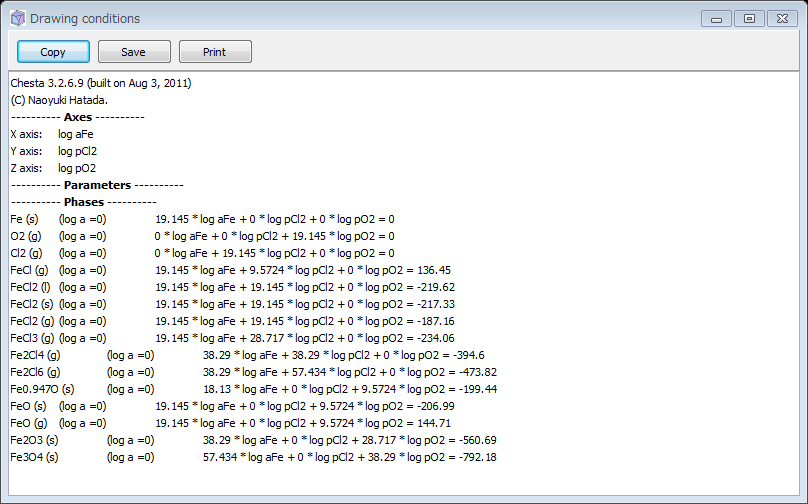 Drawing conditions
Copy Save Print
Chesta 3.2.6.9 (built on Aug 3, 2011)
(C) Naoyuki Hatada.
---------- Axes ----------
X axis: log aFe
Y axis: log pCl2
Z axis: log pO2
---------- Parameters ----------
---------- Phases ----------
Fe (s) (log a =0) 19.145 * log aFe + 0 * log pCl2 + 0 * log pO2 = 0
O2 (g) (log a =0) 0 * log aFe + 0 * log pCl2 + 19.145 * log pO2 = 0
Cl2 (g) (log a =0) 0 * log aFe + 19.145 * log pCl2 + 0 * log pO2 = 0
FeCl (g) (log a =0) 19.145 * log aFe + 9.5724 * log pCl2 + 0 * log pO2 = 136.45
FeCl2 (l) (log a =0) 19.145 * log aFe + 19.145 * log pCl2 + 0 * log pO2 = -219.62
FeCl2 (s) (log a =0) 19.145 * log aFe + 19.145 * log pCl2 + 0 * log pO2 = -217.33
FeCl2 (g) (log a =0) 19.145 * log aFe + 19.145 * log pCl2 + 0 * log pO2 = -187.16
FeCl3 (g) (log a =0) 19.145 * log aFe + 28.717 * log pCl2 + 0 * log pO2 = -234.06
Fe2Cl4 (g) (log a =0) 38.29 * log aFe + 38.29 * log pCl2 + 0 * log pO2 = -394.6
Fe2Cl6 (g) (log a =0) 38.29 * log aFe + 57.434 * log pCl2 + 0 * log pO2 = -473.82
Fe0.947O (s) (log a =0) 18.13 * log aFe + 0 * log pCl2 + 9.5724 * log pO2 = -199.44
FeO (s) (log a =0) 19.145 * log aFe + 0 * log pCl2 + 9.5724 * log pO2 = -206.99
FeO (g) (log a =0) 19.145 * log aFe + 0 * log pCl2 + 9.5724 * log pO2 = 144.71
Fe2O3 (s) (log a =0) 38.29 * log aFe + 0 * log pCl2 + 28.717 * log pO2 = -560.69
Fe3O4 (s) (log a =0) 57.434 * log aFe + 0 * log pCl2 + 38.29 * log pO2 = -792.18